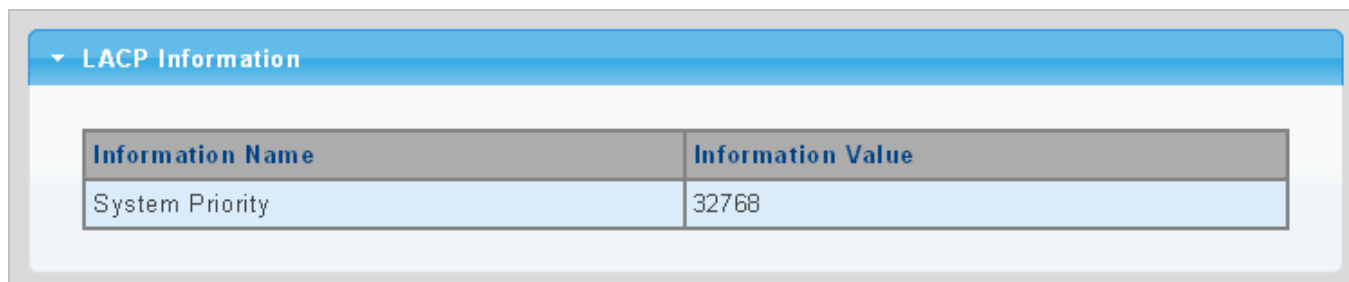 LACP Information
Information Name Information Value
System Priority 32768